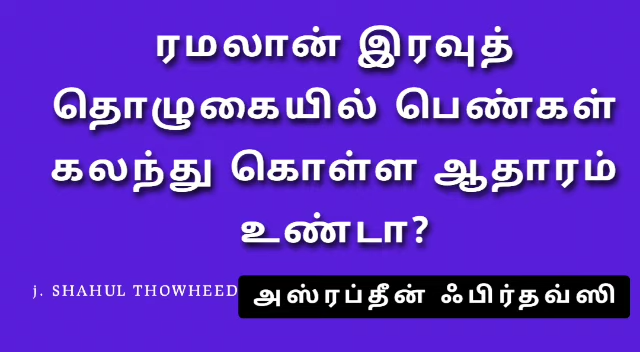 ரமலான் இரவுத்
தொழுகையில் பெண்கள்
கலந்து கொள்ள ஆதாரம்
உண்டா?
j. SHAHUL THOWHEED
அஸ்ரப்தீன் ஃபிர்தவ்ஸி